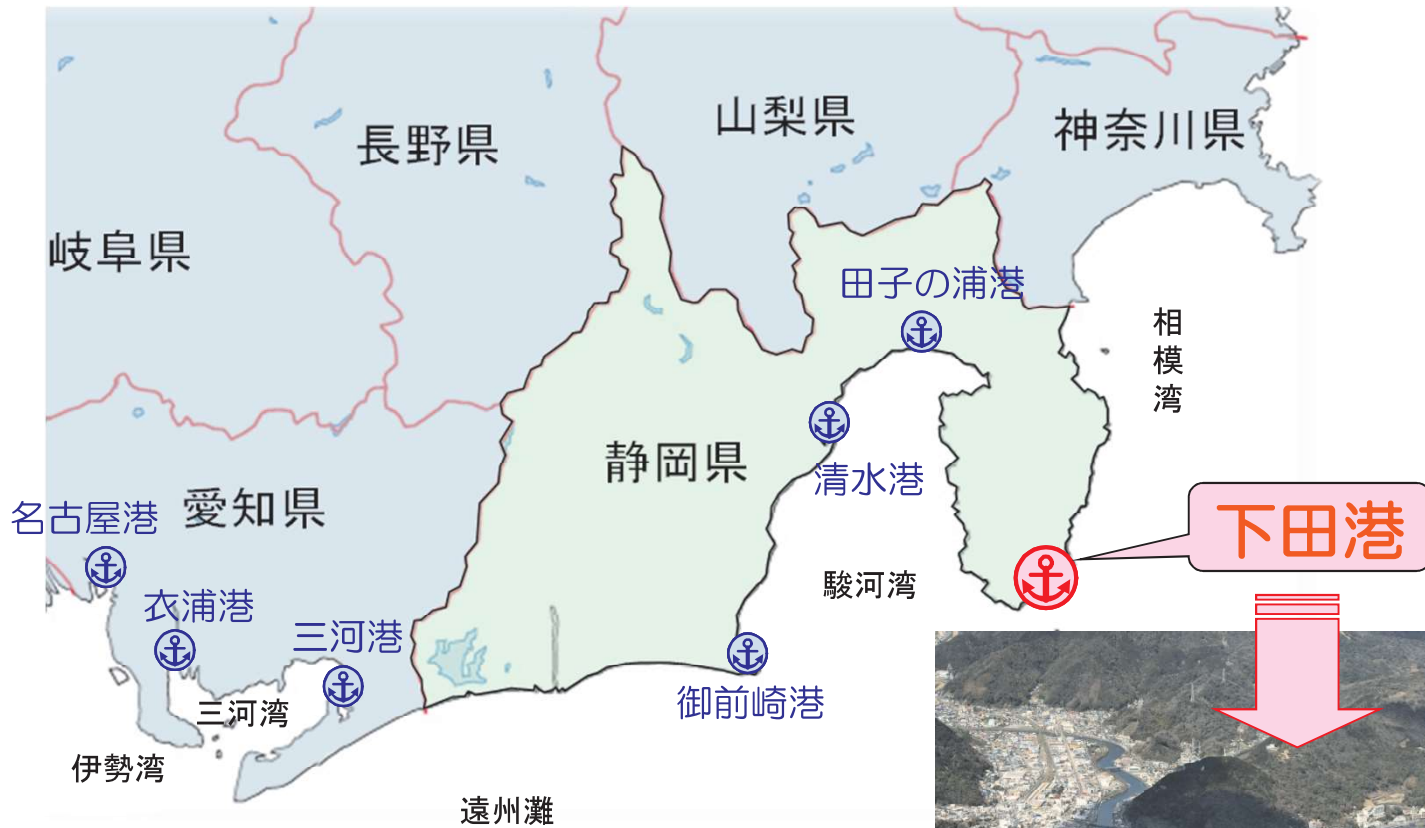 山梨県
神奈川県
長野県
岐阜県
田子の浦港
相模湾
静岡県
清水港
名古屋港
愛知県
下田港
駿河湾
衣浦港
三河港
三河湾
御前崎港
伊勢湾
遠州灘